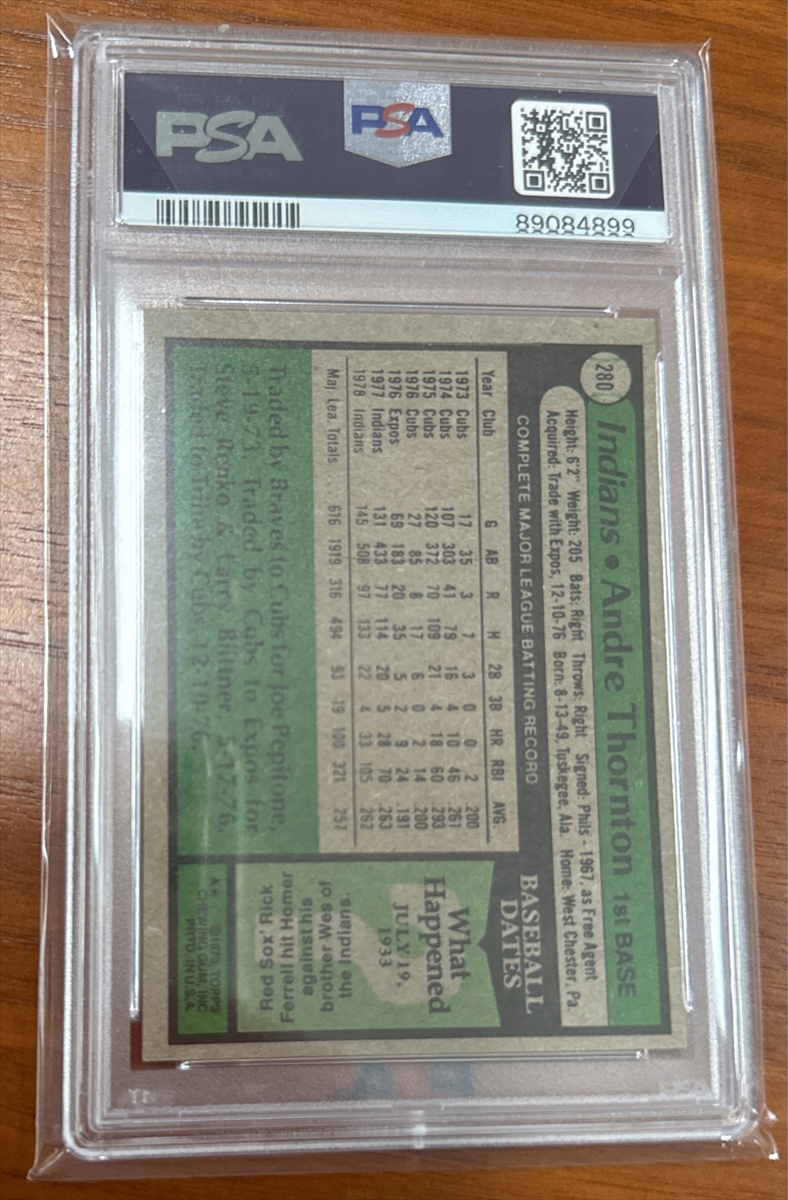 PSA
PSA
89084899
280
Indians • Andre Thornton 1st BASE
Height: 6'2" Weight: 205 Bats: Right Throws: Right Signed: Phils - 1967, as Free Agent
Acquired: Trade with Expos, 12-10-76 Born: 8-13-49, Tuskegee, Ala. Home: West Chester, Pa.
COMPLETE MAJOR LEAGUE BATTING RECORD
Year Club G AB R H 2B 3B HR RBI AVG.
1973 Cubs 17 35 3 7 3 0 0 2 .200
1974 Cubs 107 303 41 79 16 4 10 46 .261
1975 Cubs 120 372 70 109 21 4 18 60 .293
1976 Cubs 27 85 8 17 6 0 2 14 .200
1976 Expos 69 183 20 35 5 2 9 24 .191
1977 Indians 131 433 77 114 20 5 28 70 .263
1978 Indians 145 508 97 133 22 4 33 105 .262
Maj. Lea. Totals . . . 616 1919 316 494 93 19 100 321 .257
Traded by Braves to Cubs for Joe Pepitone,
5-19-73. Traded by Cubs to Expos for
Steve Renko & Larry Biittner, 5-17-76.
BASEBALL
DATES
What
Happened
JULY 19,
1933
Red Sox' Rick
Ferrell hit Homer
against his
brother Wes of
the Indians.
A* © 1979 TOPPS
CHEWING GUM, INC.
PRTD. IN U.S.A.